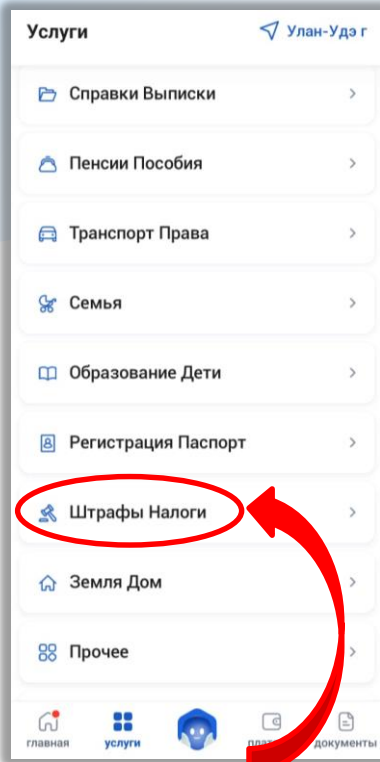 Услуги
Улан-Удэ г
Справки Выписки
Пенсии Пособия
Транспорт Права
Семья
Образование Дети
Регистрация Паспорт
Штрафы Налоги
Земля Дом
Прочее
главная
услуги
документы